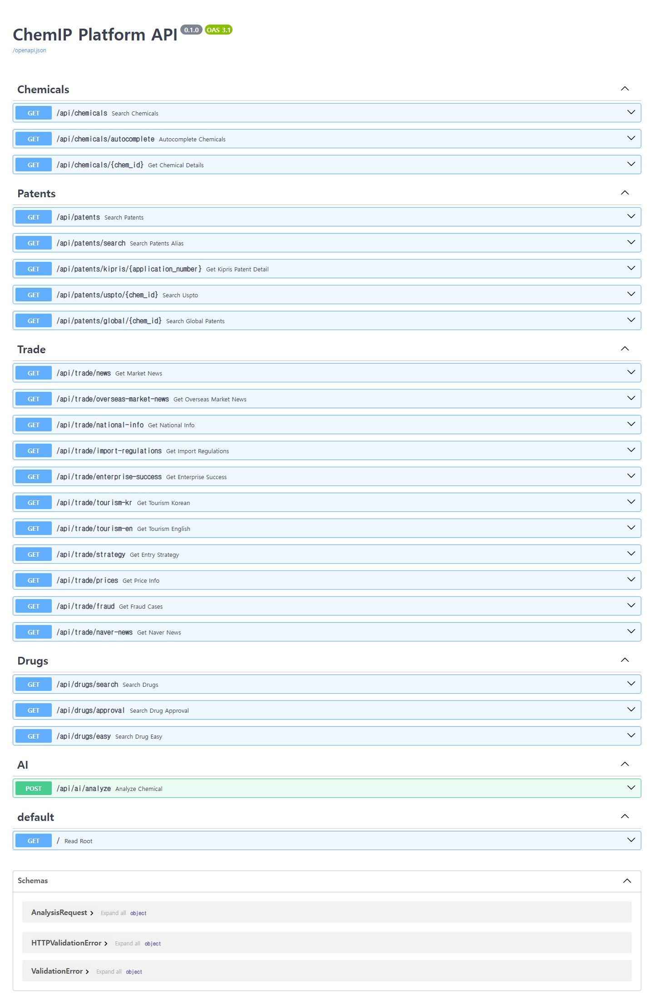 ChemIP Platform API 0.1.0 OAS 3.1
/openapi.json
Chemicals
GET /api/chemicals Search Chemicals
GET /api/chemicals/autocomplete Autocomplete Chemicals
GET /api/chemicals/{chem_id} Get Chemical Details
Patents
GET /api/patents Search Patents
GET /api/patents/search Search Patents Alias
GET /api/patents/kipris/{application_number} Get Kipris Patent Detail
GET /api/patents/uspto/{chem_id} Search Uspto
GET /api/patents/global/{chem_id} Search Global Patents
Trade
GET /api/trade/news Get Market News
GET /api/trade/overseas-market-news Get Overseas Market News
GET /api/trade/national-info Get National Info
GET /api/trade/import-regulations Get Import Regulations
GET /api/trade/enterprise-success Get Enterprise Success
GET /api/trade/tourism-kr Get Tourism Korean
GET /api/trade/tourism-en Get Tourism English
GET /api/trade/strategy Get Entry Strategy
GET /api/trade/prices Get Price Info
GET /api/trade/fraud Get Fraud Cases
GET /api/trade/naver-news Get Naver News
Drugs
GET /api/drugs/search Search Drugs
GET /api/drugs/approval Search Drug Approval
GET /api/drugs/easy Search Drug Easy
AI
POST /api/ai/analyze Analyze Chemical
default
GET / Read Root
Schemas
AnalysisRequest Expand all object
HTTPValidationError Expand all object
ValidationError Expand all object